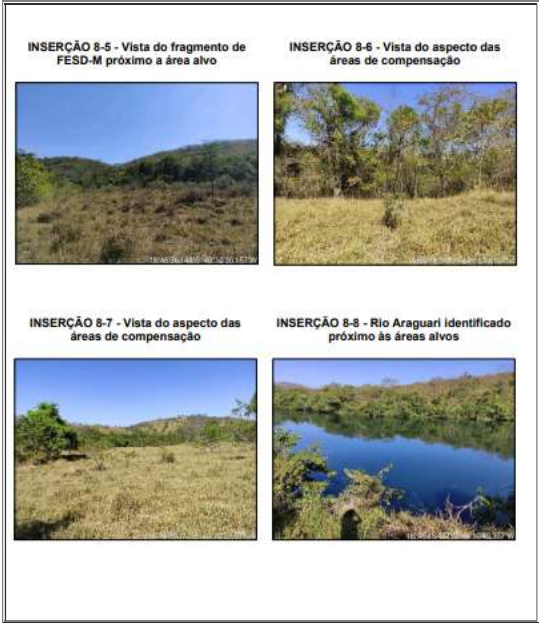 INSERÇÃO 8-5 - Vista do fragmento de
FESD-M próximo a área alvo
INSERÇÃO 8-6 - Vista do aspecto das
áreas de compensação
INSERÇÃO 8-7 - Vista do aspecto das
áreas de compensação
INSERÇÃO 8-8 - Rio Araguari identificado
próximo às áreas alvos